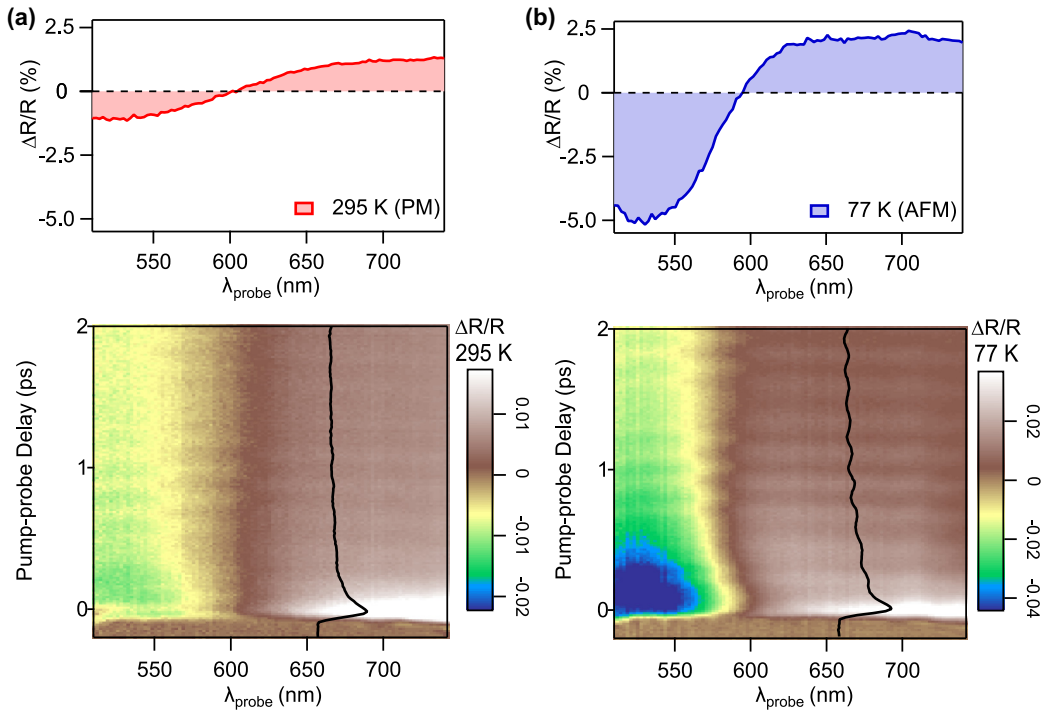 (a)
2.5
0
-2.5
-5.0
ΔR/R (%)
295 K (PM)
550 600 650 700
λprobe (nm)
(b)
2.5
0
-2.5
-5.0
ΔR/R (%)
77 K (AFM)
550 600 650 700
λprobe (nm)
2
1
0
Pump-probe Delay (ps)
550 600 650 700
λprobe (nm)
ΔR/R
295 K
0.01
0
-0.01
-0.02
2
1
0
Pump-probe Delay (ps)
550 600 650 700
λprobe (nm)
ΔR/R
77 K
0.02
0
-0.02
-0.04